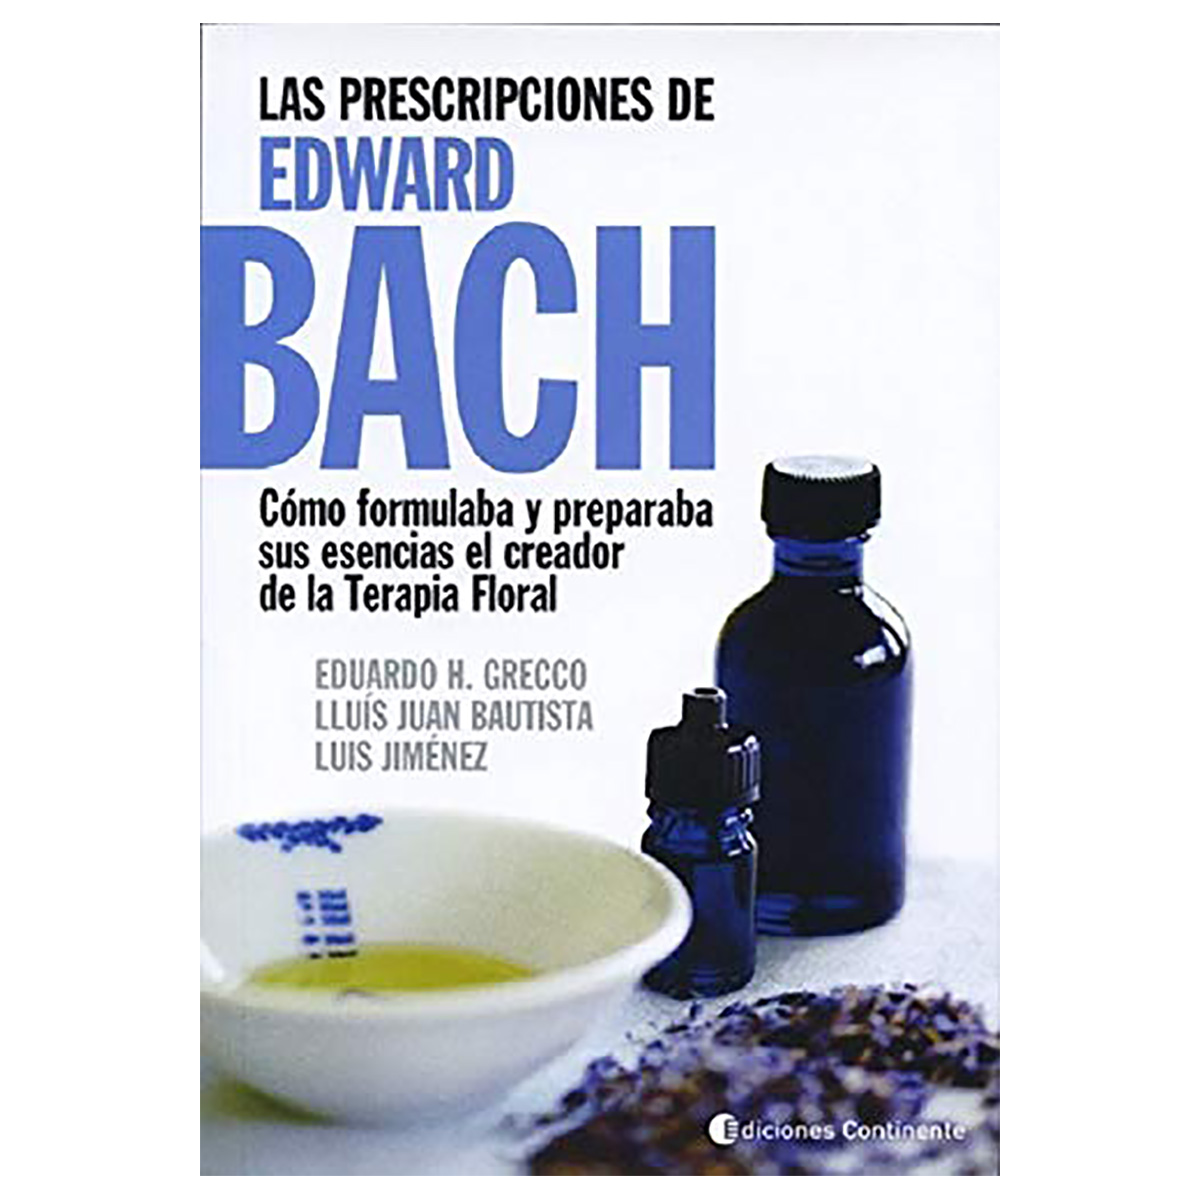 LAS PRESCRIPCIONES DE
EDWARD
BACH
Cómo formulaba y preparaba
sus esencias el creador
de la Terapia Floral
EDUARDO H. GRECCO
LLUÍS JUAN BAUTISTA
LUIS JIMÉNEZ
Ediciones Continente